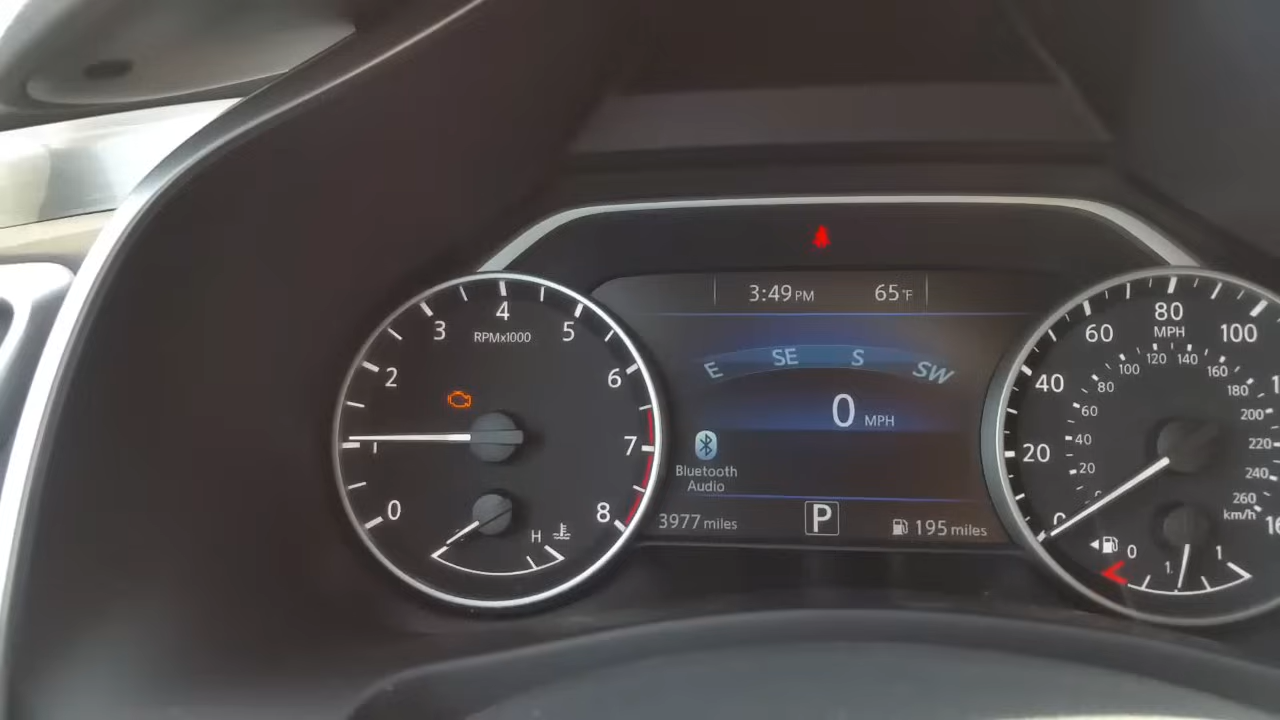 3:49 PM 65°F
E SE S SW
0 MPH
Bluetooth
Audio
3977 miles P 195 miles
0 1 2 3 4 5 6 7 8
RPMx1000
H
0 20 40 60 80 100
MPH
20 40 60 80 100 120 140 160 180 200 220 240 260
km/h
0 1